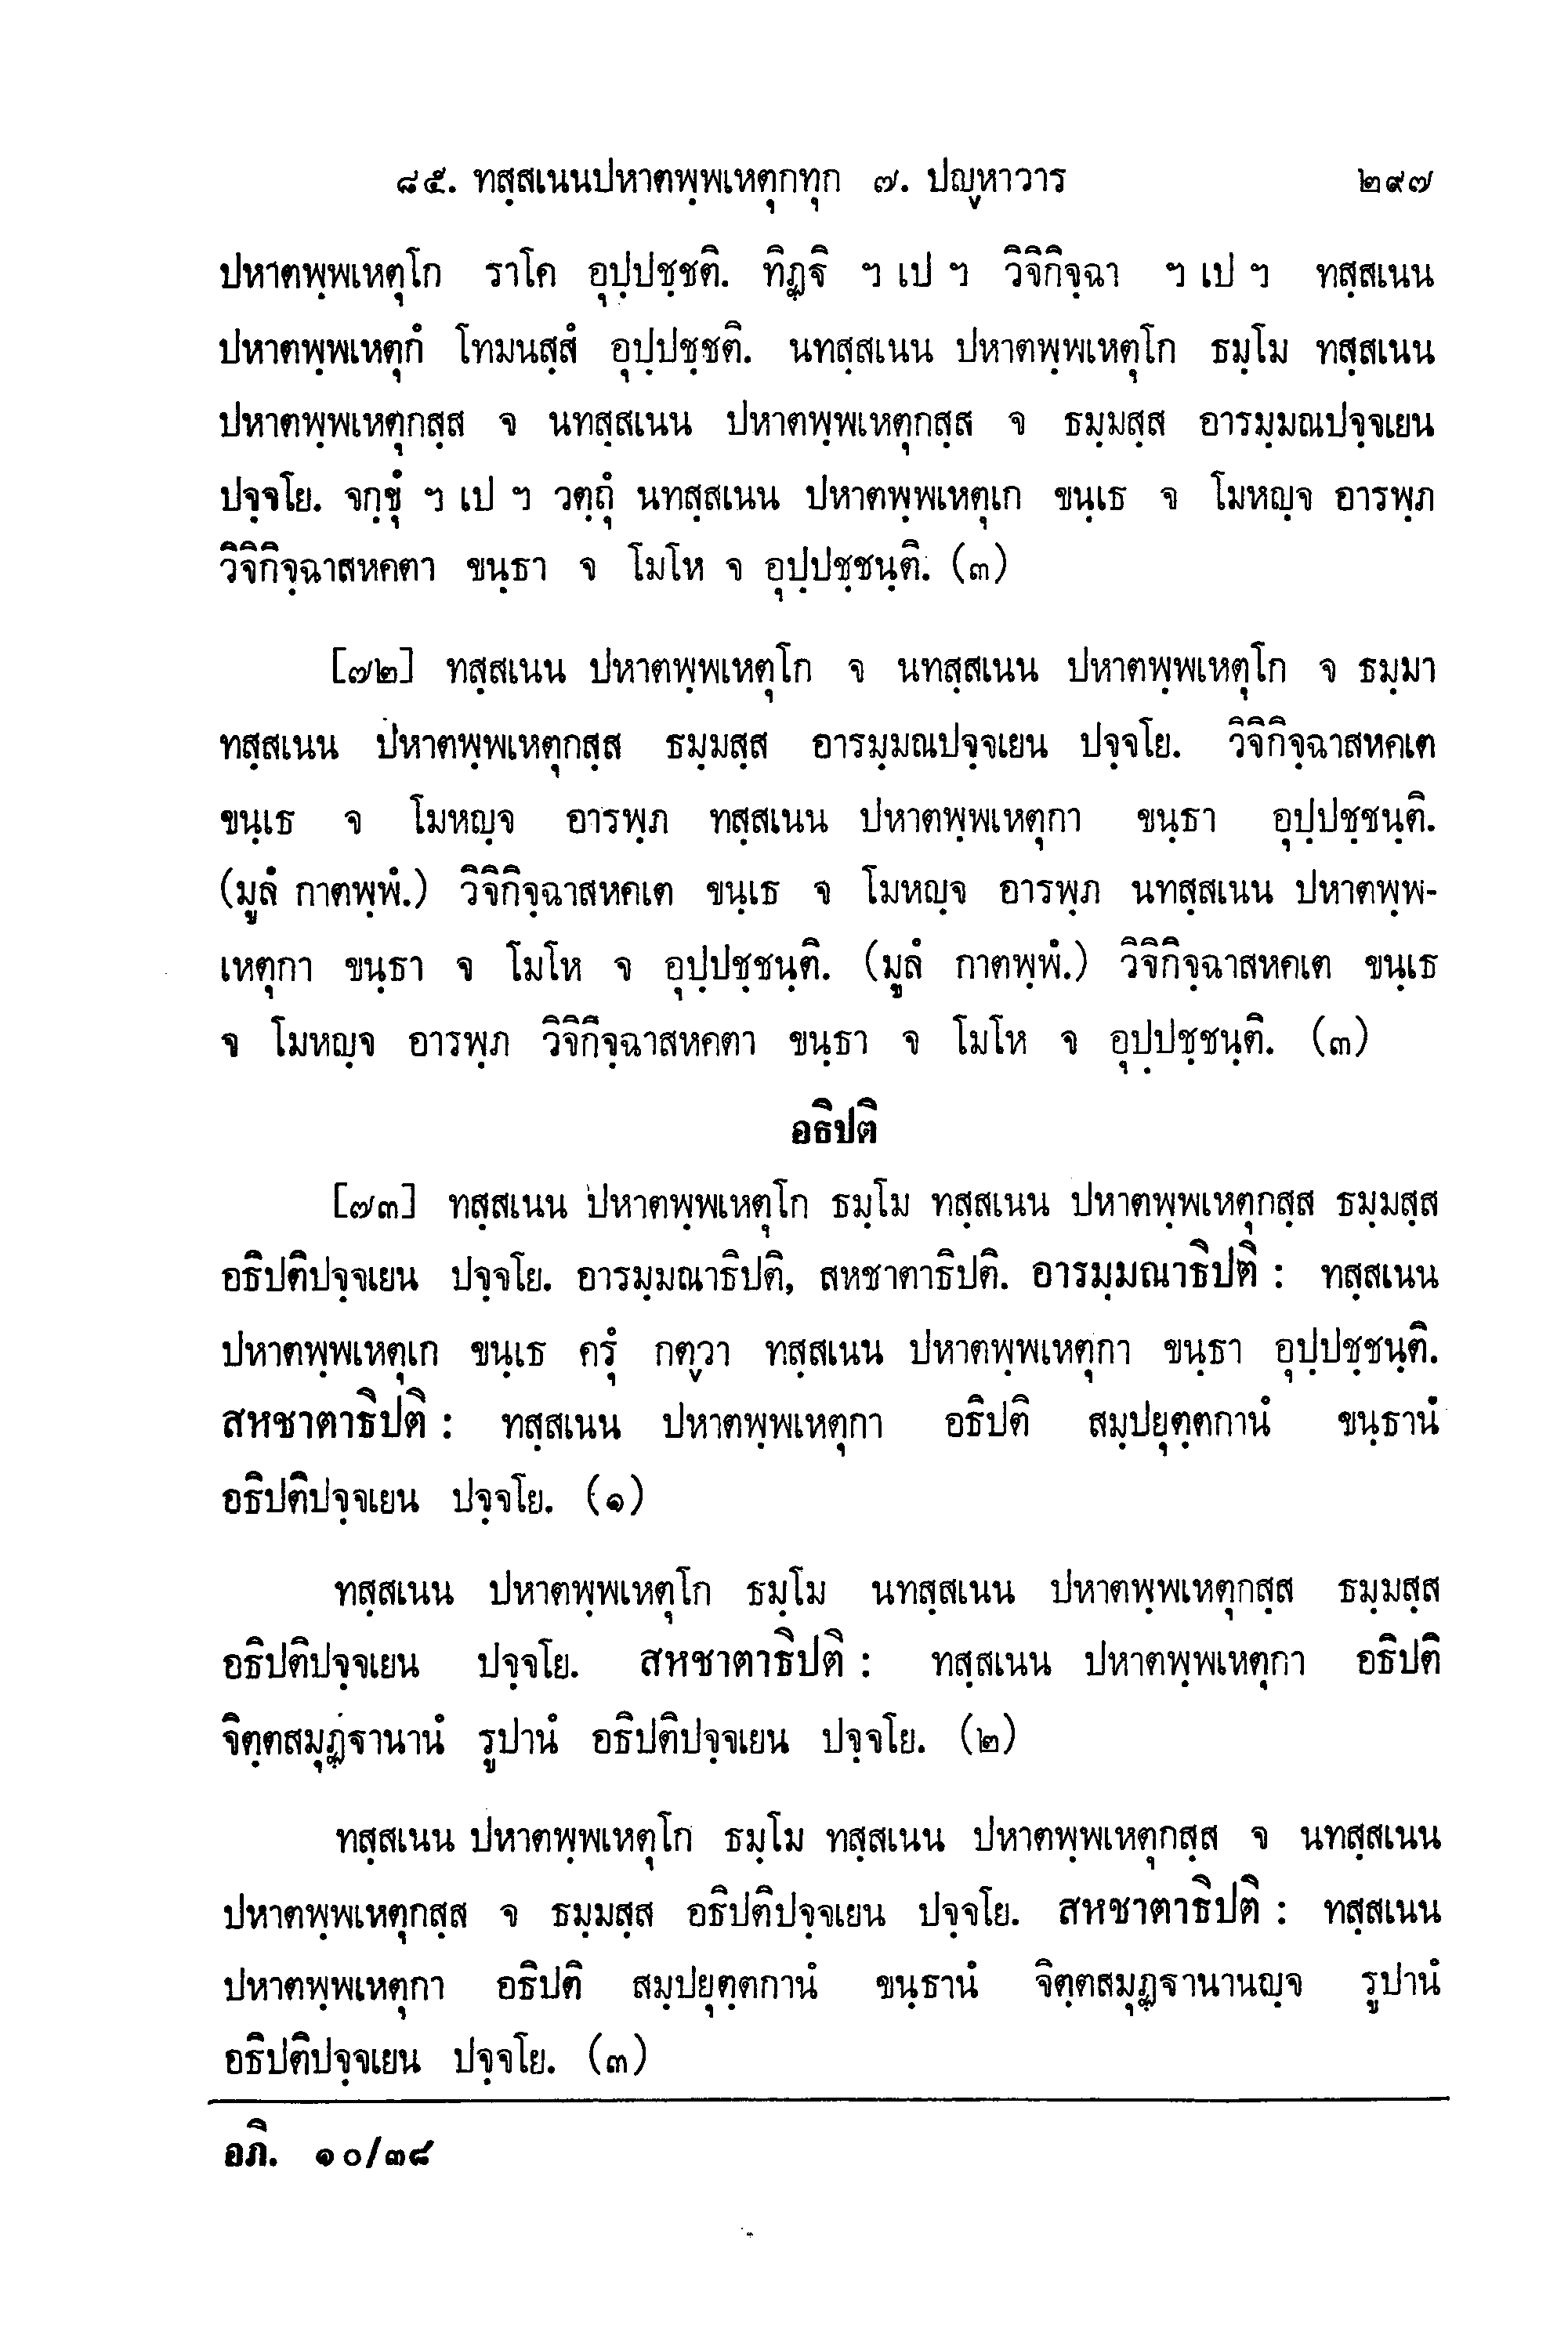 ๘๕. ทสฺสเนนปหาตพฺพเหตุกทุก ๗. ปญฺหาวาร ๒๙๗
ปหาตพฺพเหตุโก ราโค อุปฺปชฺชติ. ทิฏฺฐิ ฯ เป ฯ วิจิกิจฺฉา ฯ เป ฯ ทสฺสเนน
ปหาตพฺพเหตุกํ โทมนสฺสํ อุปฺปชฺชติ. นทสฺสเนน ปหาตพฺพเหตุโก ธมฺโม ทสฺสเนน
ปหาตพฺพเหตุกสฺส จ นทสฺสเนน ปหาตพฺพเหตุกสฺส จ ธมฺมสฺส อารมฺมณปจฺจเยน
ปจฺจโย. จกฺขุํ ฯ เป ฯ วตฺถุํ นทสฺสเนน ปหาตพฺพเหตุเก ขนฺเธ จ โมหญฺจ อารพฺภ
วิจิกิจฺฉาสหคตา ขนฺธา จ โมโห จ อุปฺปชฺชนฺติ. (๓)
[๗๒] ทสฺสเนน ปหาตพฺพเหตุโก จ นทสฺสเนน ปหาตพฺพเหตุโก จ ธมฺมา
ทสฺสเนน ปหาตพฺพเหตุกสฺส ธมฺมสฺส อารมฺมณปจฺจเยน ปจฺจโย. วิจิกิจฺฉาสหคเต
ขนฺเธ จ โมหญฺจ อารพฺภ ทสฺสเนน ปหาตพฺพเหตุกา ขนฺธา อุปฺปชฺชนฺติ.
(มูลํ กาตพฺพํ.) วิจิกิจฺฉาสหคเต ขนฺเธ จ โมหญฺจ อารพฺภ นทสฺสเนน ปหาตพฺพ-
เหตุกา ขนฺธา จ โมโห จ อุปฺปชฺชนฺติ. (มูลํ กาตพฺพํ.) วิจิกิจฺฉาสหคเต ขนฺเธ
จ โมหญฺจ อารพฺภ วิจิกิจฺฉาสหคตา ขนฺธา จ โมโห จ อุปฺปชฺชนฺติ. (๓)
อธิปติ
[๗๓] ทสฺสเนน ปหาตพฺพเหตุโก ธมฺโม ทสฺสเนน ปหาตพฺพเหตุกสฺส ธมฺมสฺส
อธิปติปจฺจเยน ปจฺจโย. อารมฺมณาธิปติ, สหชาตาธิปติ. อารมฺมณาธิปติ : ทสฺสเนน
ปหาตพฺพเหตุเก ขนฺเธ ครุํ กตฺวา ทสฺสเนน ปหาตพฺพเหตุกา ขนฺธา อุปฺปชฺชนฺติ.
สหชาตาธิปติ : ทสฺสเนน ปหาตพฺพเหตุกา อธิปติ สมฺปยุตฺตกานํ ขนฺธานํ
อธิปติปจฺจเยน ปจฺจโย. (๑)
ทสฺสเนน ปหาตพฺพเหตุโก ธมฺโม นทสฺสเนน ปหาตพฺพเหตุกสฺส ธมฺมสฺส
อธิปติปจฺจเยน ปจฺจโย. สหชาตาธิปติ : ทสฺสเนน ปหาตพฺพเหตุกา อธิปติ
จิตฺตสมุฏฺฐานานํ รูปานํ อธิปติปจฺจเยน ปจฺจโย. (๒)
ทสฺสเนน ปหาตพฺพเหตุโก ธมฺโม ทสฺสเนน ปหาตพฺพเหตุกสฺส จ นทสฺสเนน
ปหาตพฺพเหตุกสฺส จ ธมฺมสฺส อธิปติปจฺจเยน ปจฺจโย. สหชาตาธิปติ : ทสฺสเนน
ปหาตพฺพเหตุกา อธิปติ สมฺปยุตฺตกานํ ขนฺธานํ จิตฺตสมุฏฺฐานานญฺจ รูปานํ
อธิปติปจฺจเยน ปจฺจโย. (๓)
อภิ. ๑๐/๓๘